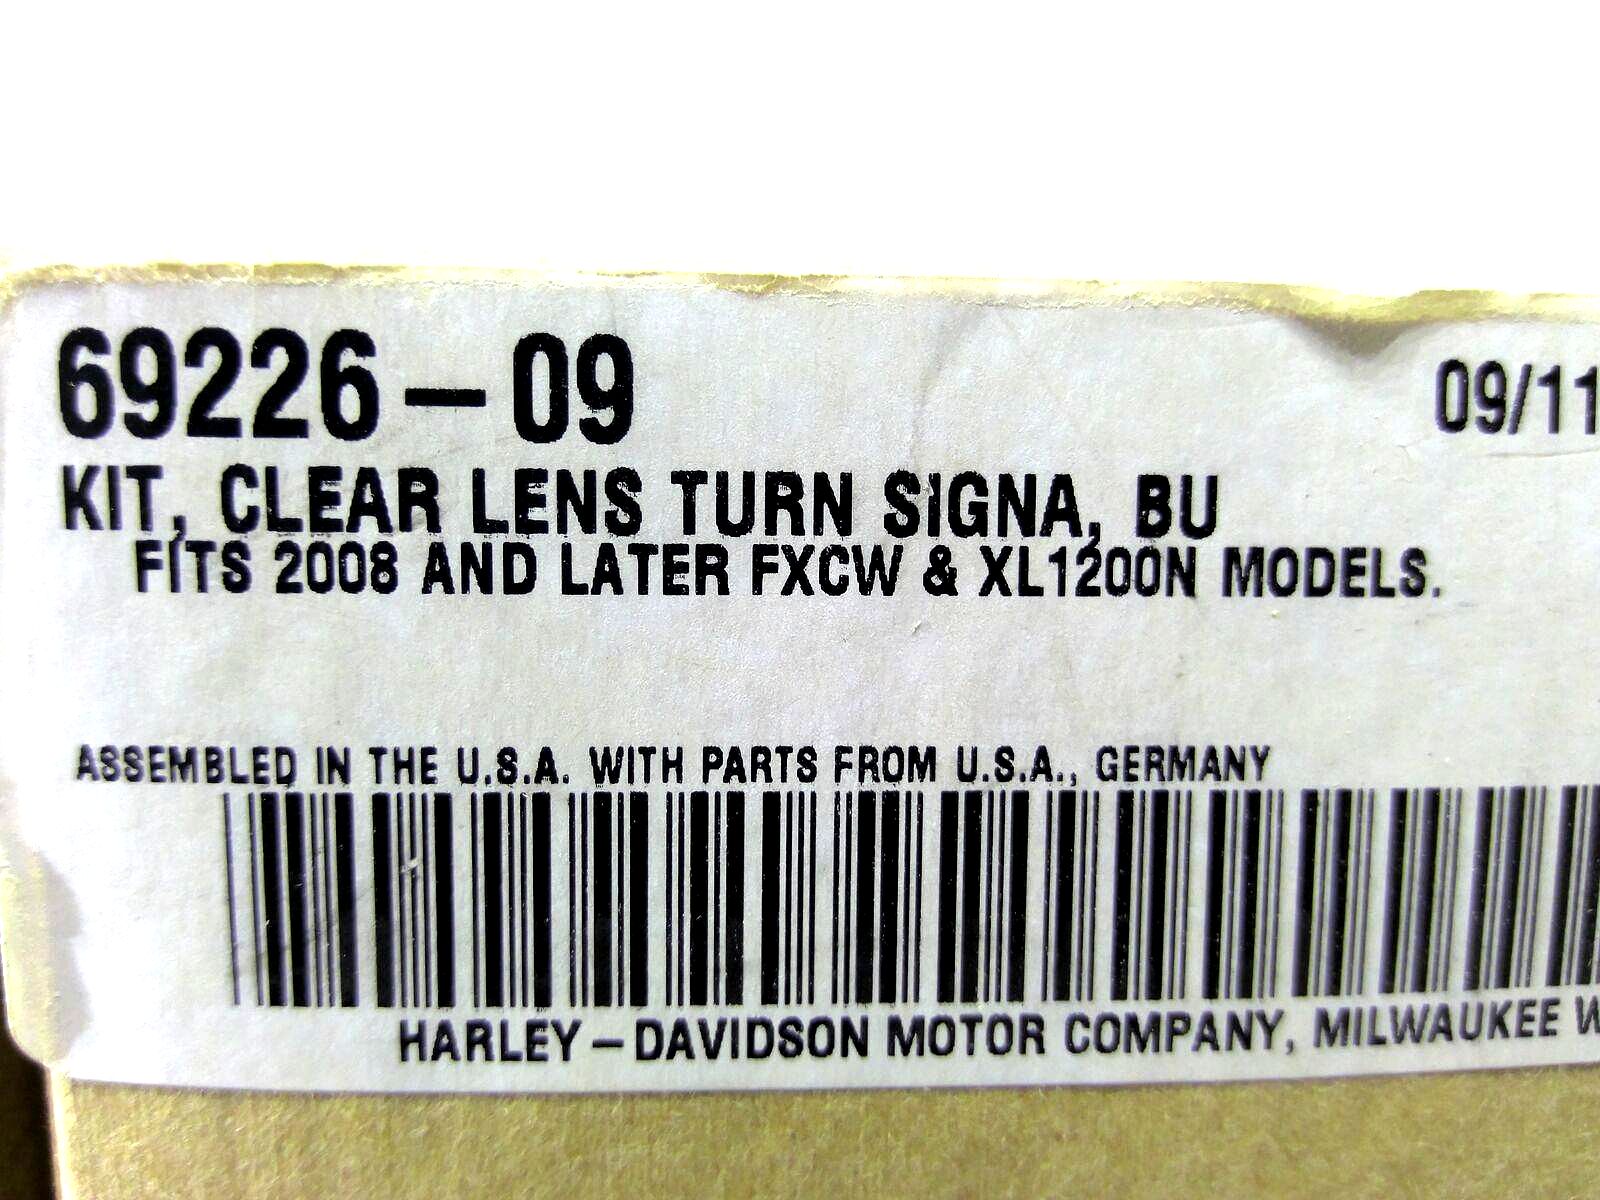 69226-09
09/11
KIT, CLEAR LENS TURN SIGNA, BU
FITS 2008 AND LATER FXCW & XL1200N MODELS.
ASSEMBLED IN THE U.S.A. WITH PARTS FROM U.S.A., GERMANY
HARLEY-DAVIDSON MOTOR COMPANY, MILWAUKEE